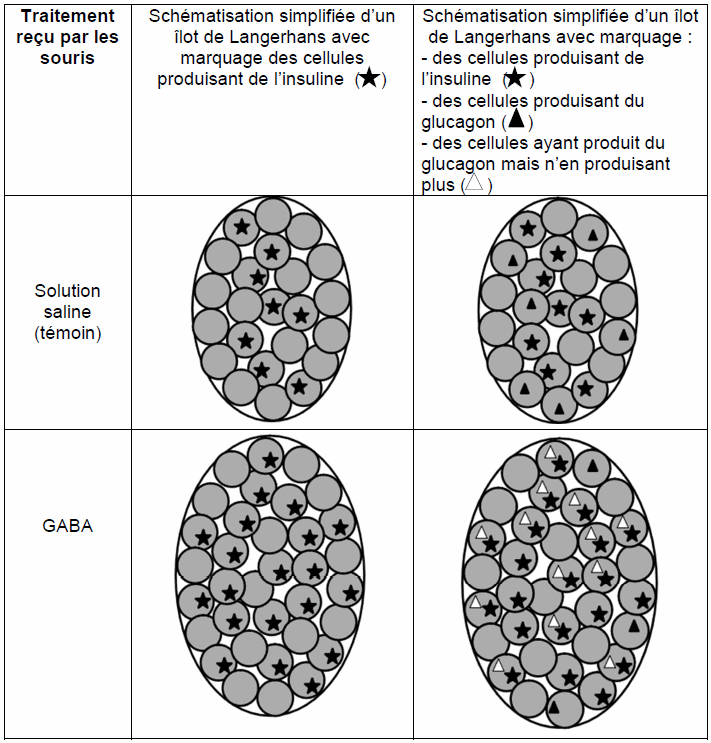 Traitement
reçu par les
souris
Schématisation simplifiée d’un
îlot de Langerhans avec
marquage des cellules
produisant de l’insuline (★)
Schématisation simplifiée d’un îlot
de Langerhans avec marquage :
- des cellules produisant de
l’insuline (★)
- des cellules produisant du
glucagon (▲)
- des cellules ayant produit du
glucagon mais n’en produisant
plus (△)
Solution
saline
(témoin)
GABA